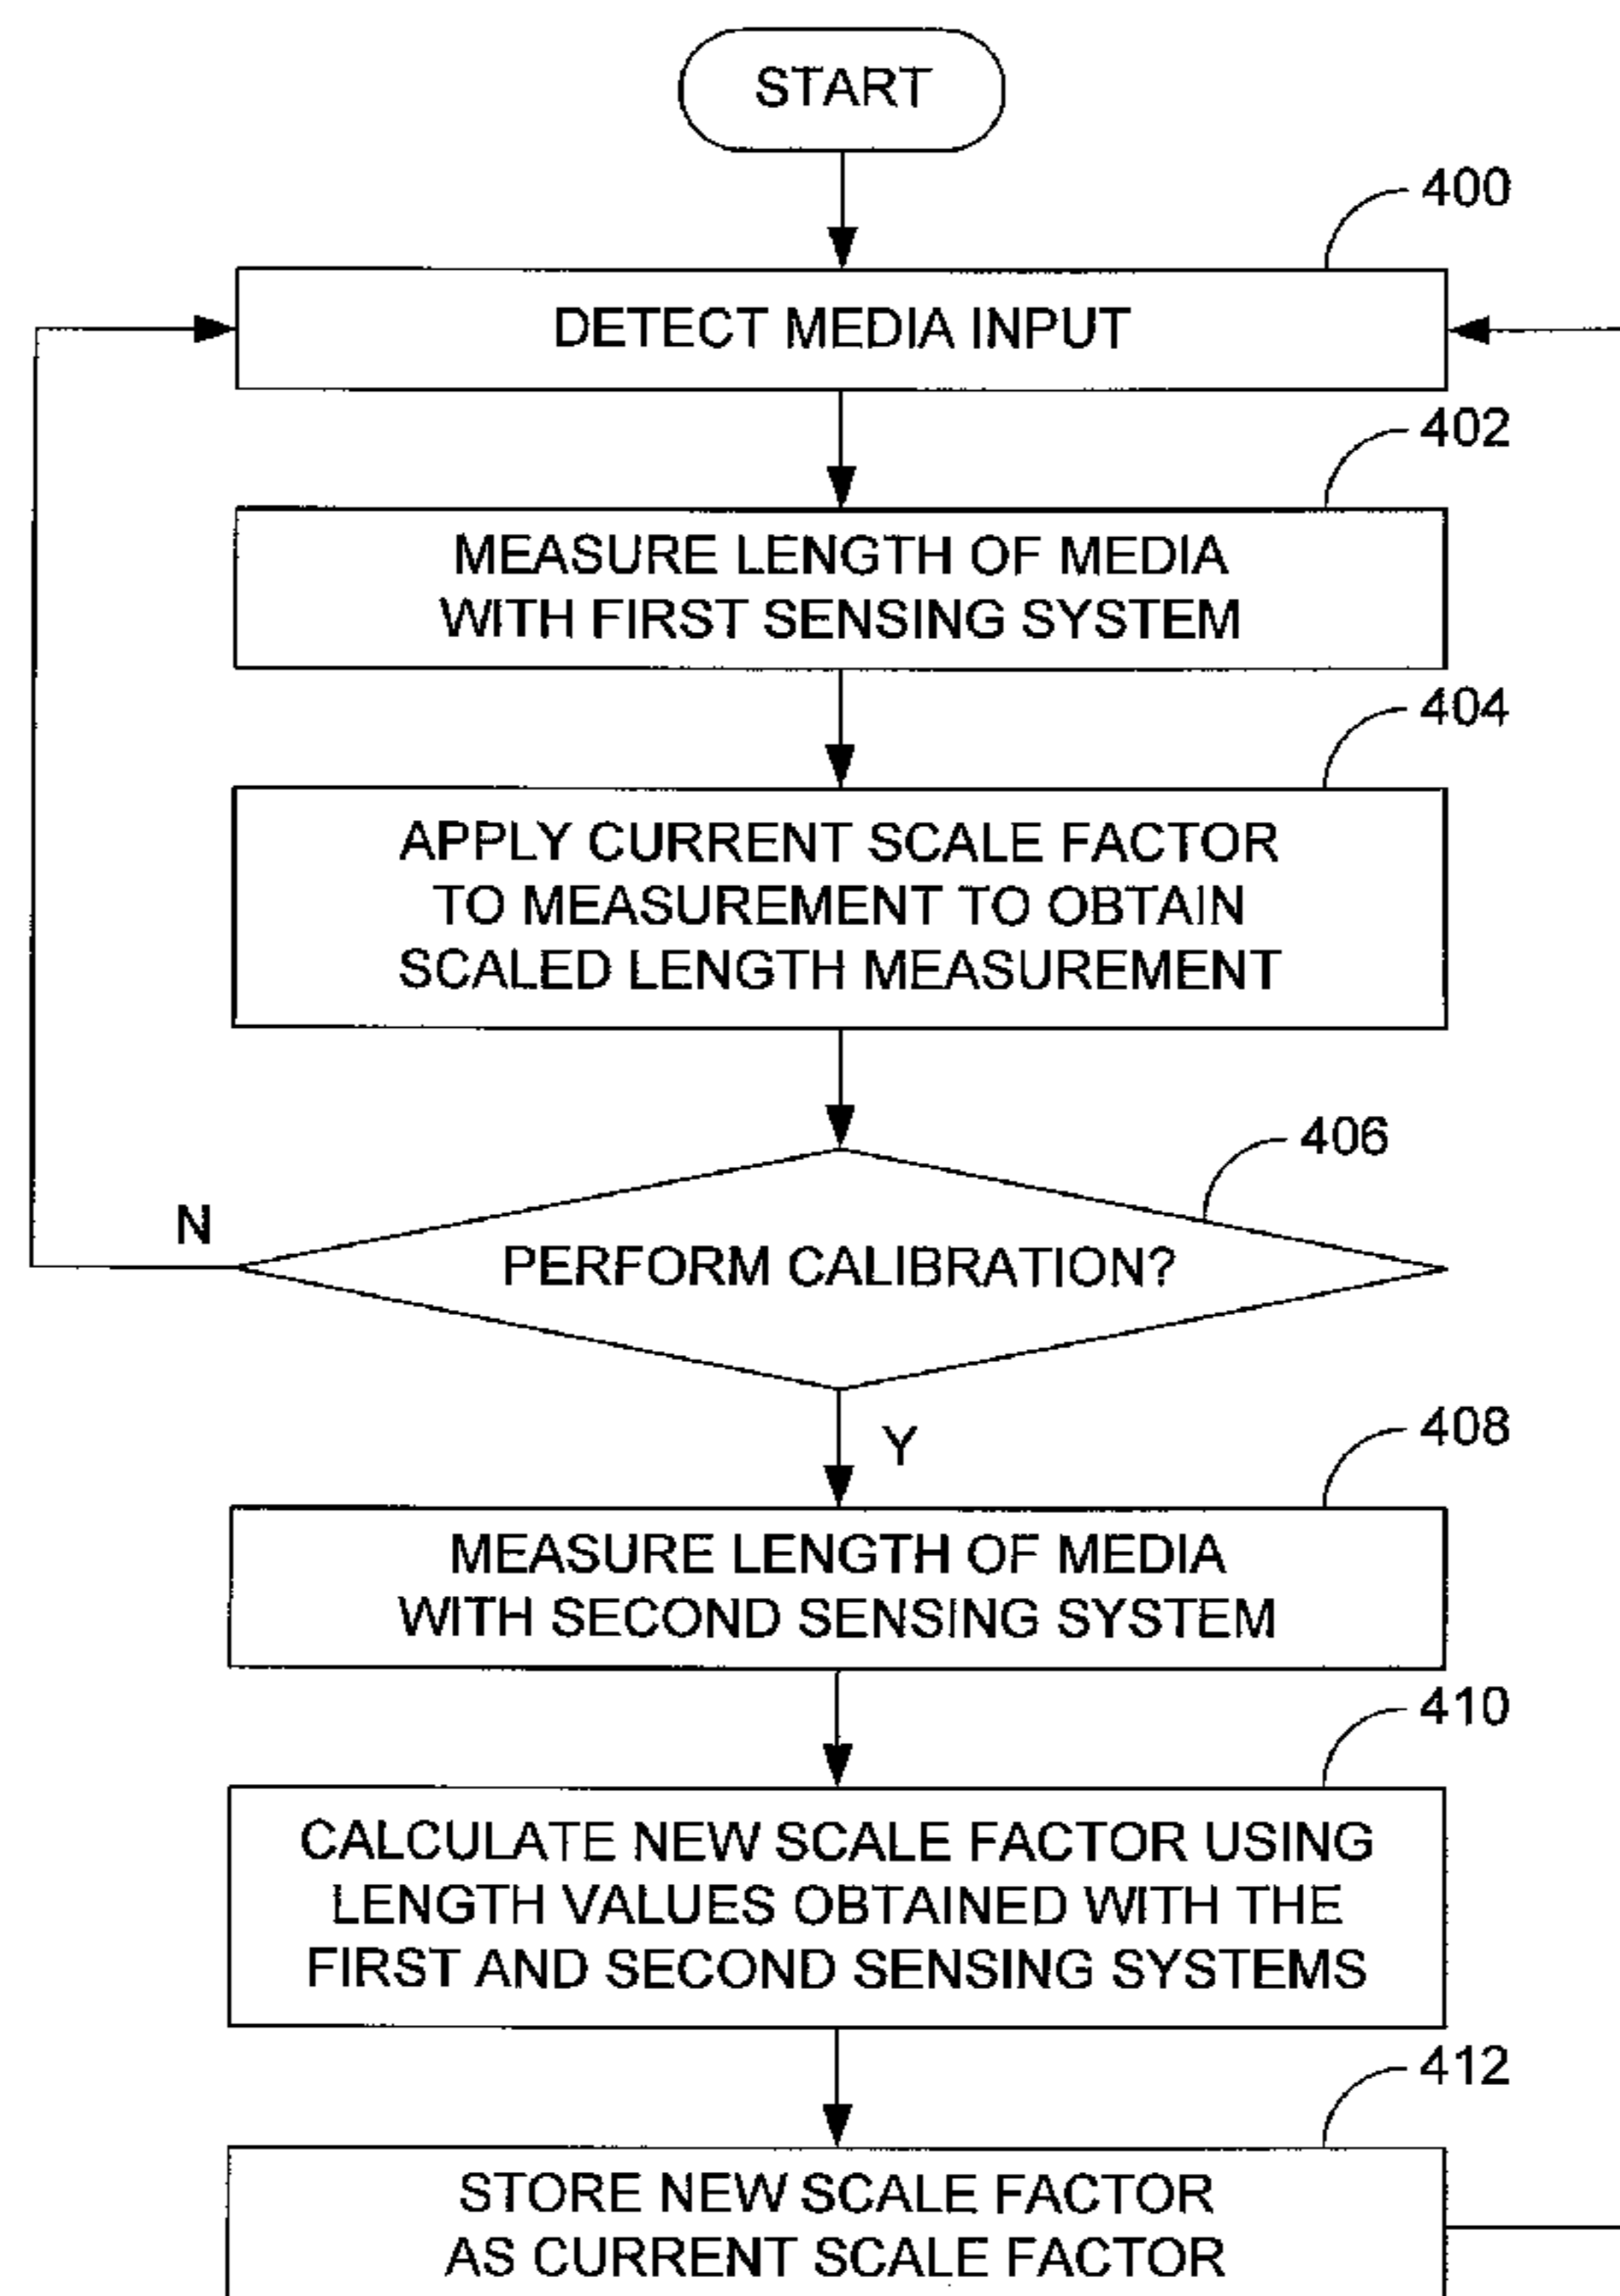 START
400
DETECT MEDIA INPUT
402
MEASURE LENGTH OF MEDIA
WITH FIRST SENSING SYSTEM
404
APPLY CURRENT SCALE FACTOR
TO MEASUREMENT TO OBTAIN
SCALED LENGTH MEASUREMENT
406
N
PERFORM CALIBRATION?
Y
408
MEASURE LENGTH OF MEDIA
WITH SECOND SENSING SYSTEM
410
CALCULATE NEW SCALE FACTOR USING
LENGTH VALUES OBTAINED WITH THE
FIRST AND SECOND SENSING SYSTEMS
412
STORE NEW SCALE FACTOR
AS CURRENT SCALE FACTOR